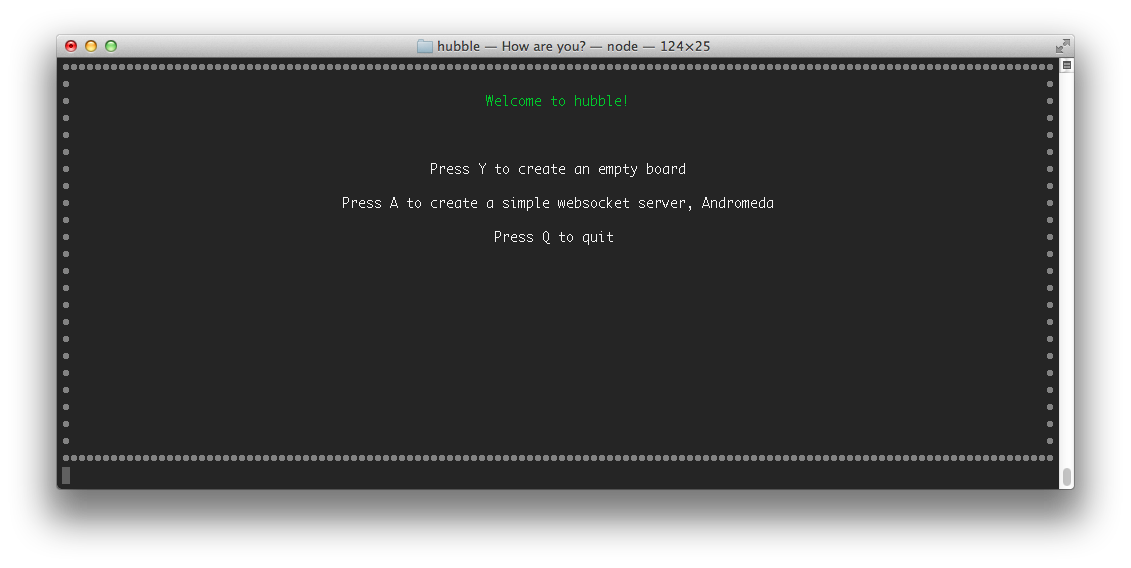 hubble — How are you? — node — 124×25
Welcome to hubble!
Press Y to create an empty board
Press A to create a simple websocket server, Andromeda
Press Q to quit